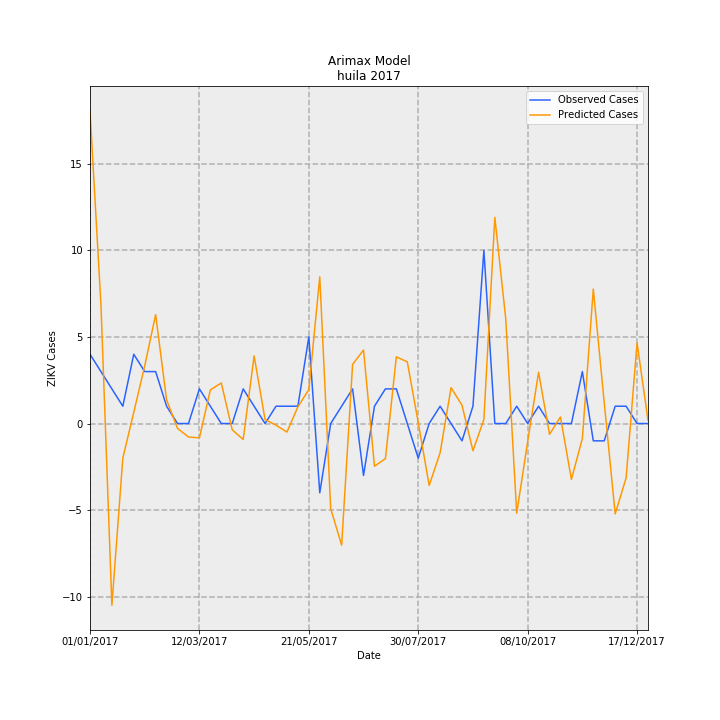 Arimax Model
huila 2017
Observed Cases
Predicted Cases
ZIKV Cases
15
10
5
0
−5
−10
01/01/2017
12/03/2017
21/05/2017
30/07/2017
08/10/2017
17/12/2017
Date